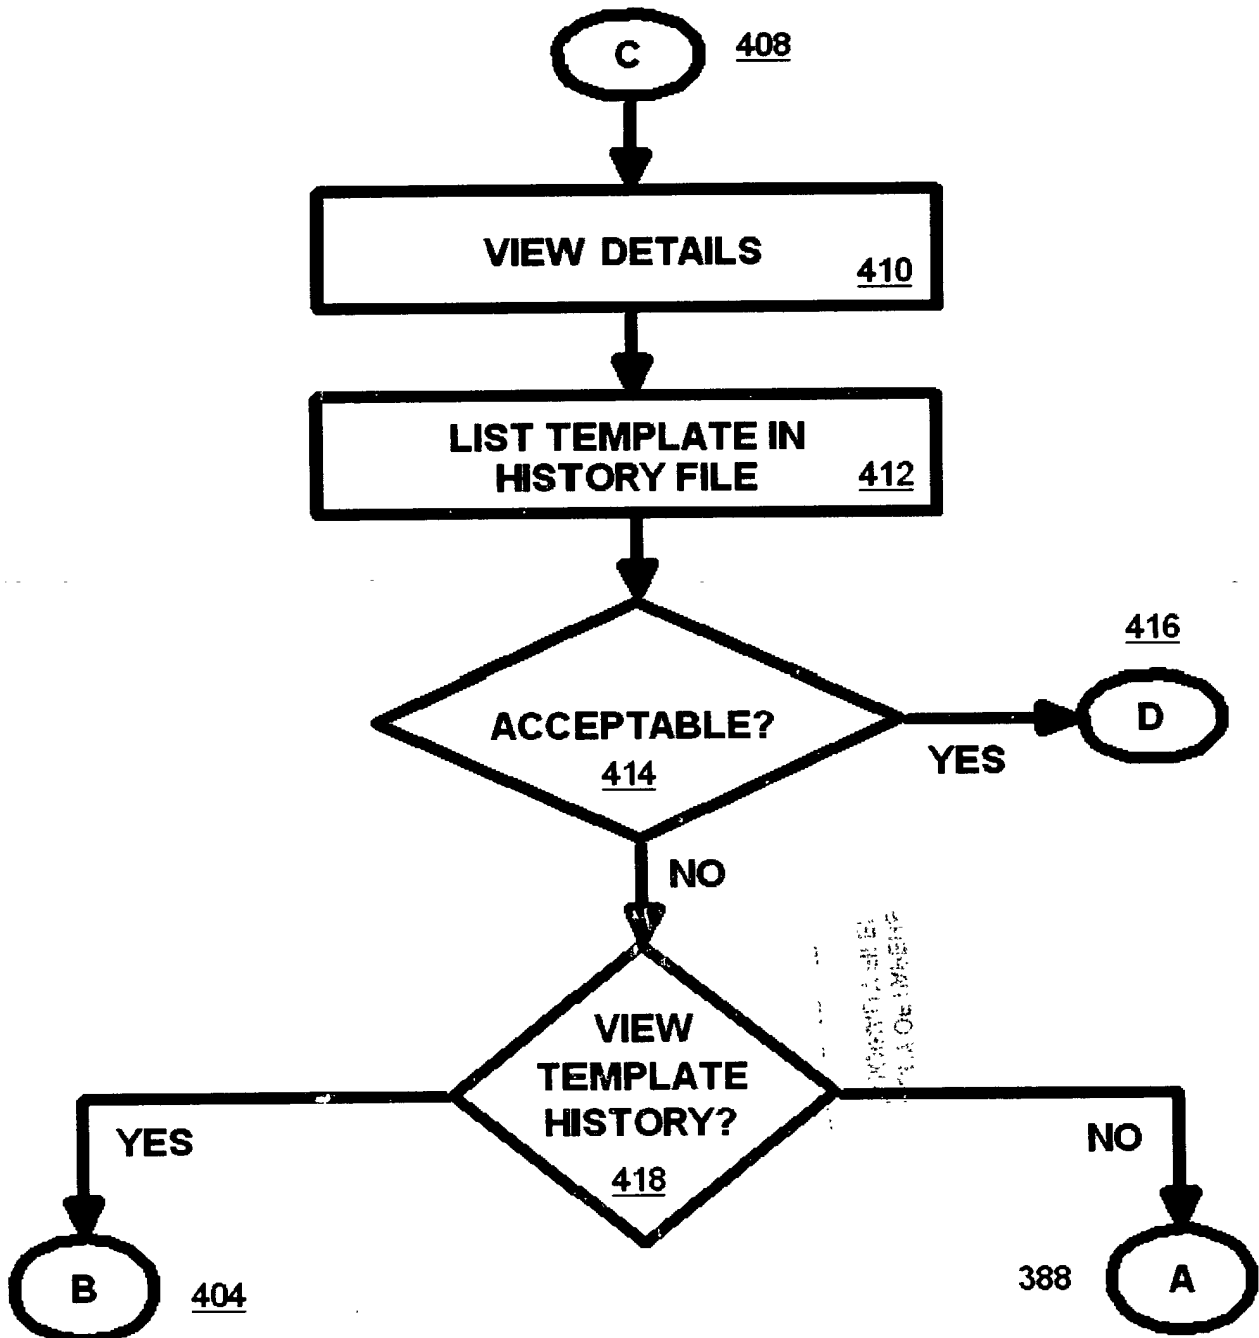 C
408
VIEW DETAILS
410
LIST TEMPLATE IN
HISTORY FILE
412
416
D
ACCEPTABLE?
414
YES
NO
VIEW
TEMPLATE
HISTORY?
418
YES
NO
B
404
388
A